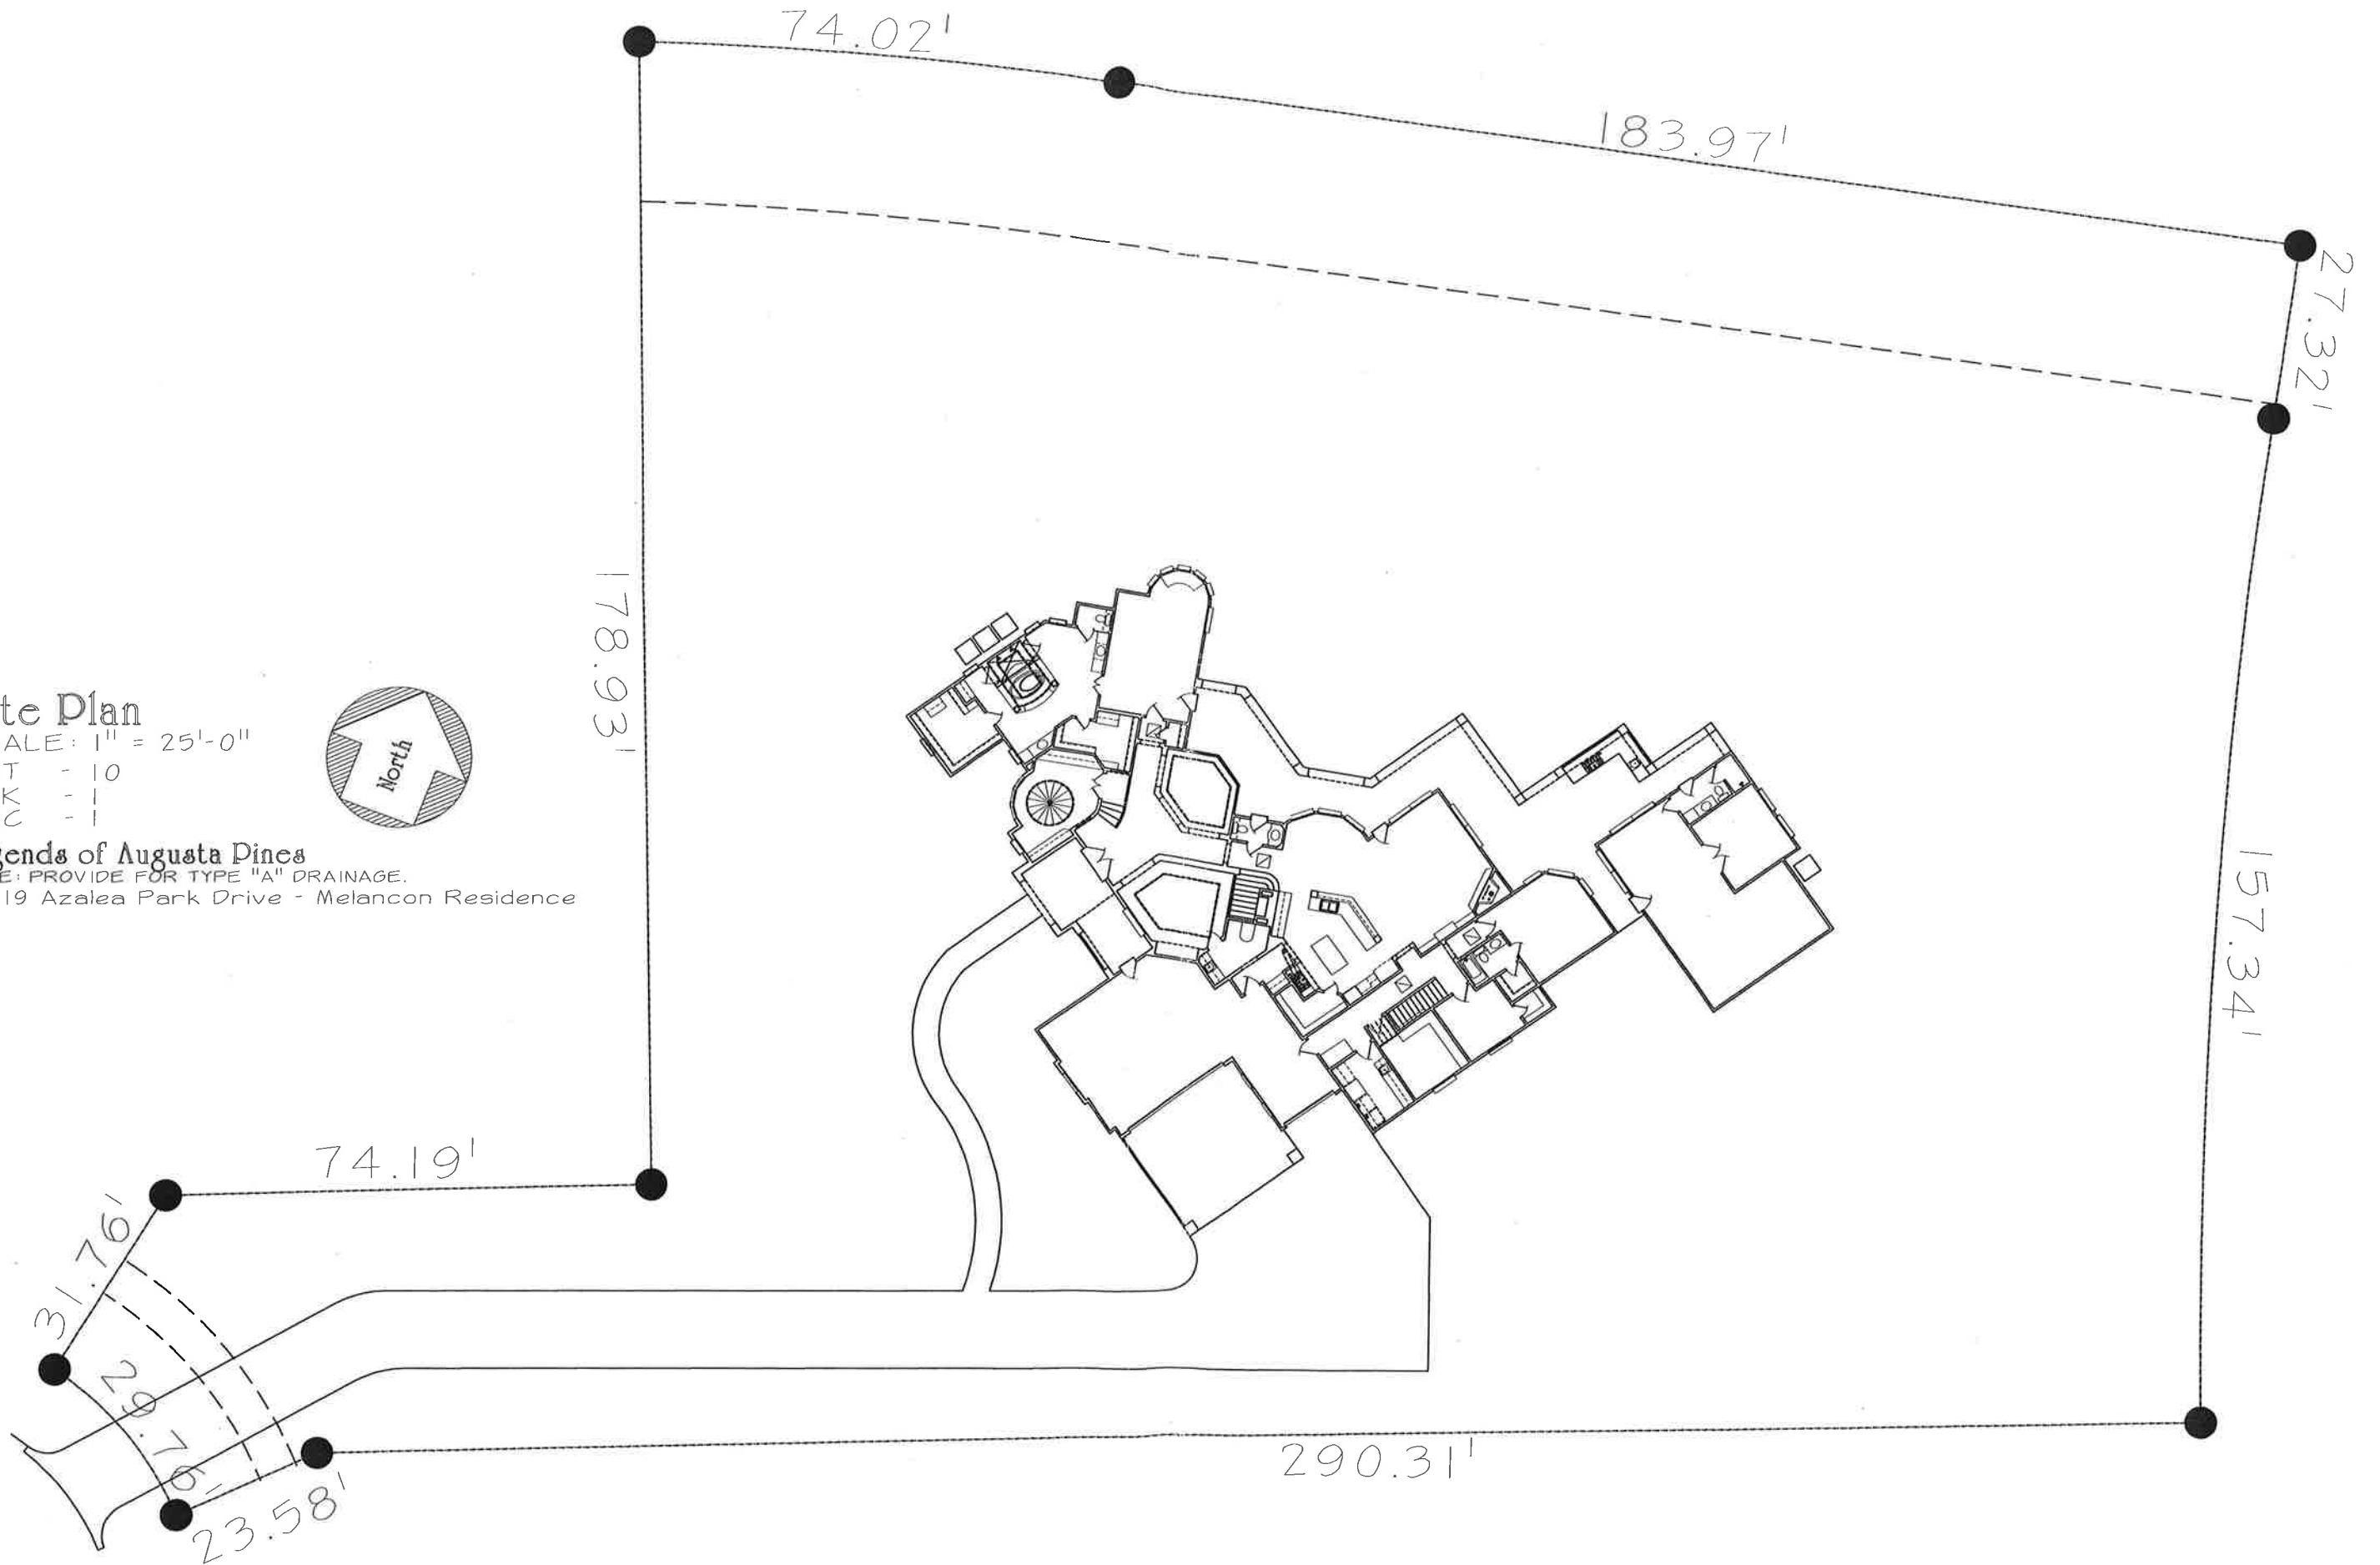 74.02'
183.97'
27.32'
178.93'
te Plan
ALE: 1" = 25'-0"
T - 10
K - 1
C - 1
North
gends of Augusta Pines
E: PROVIDE FOR TYPE "A" DRAINAGE.
19 Azalea Park Drive - Melancon Residence
157.34'
74.19'
31.76'
29.76'
23.58'
290.31'